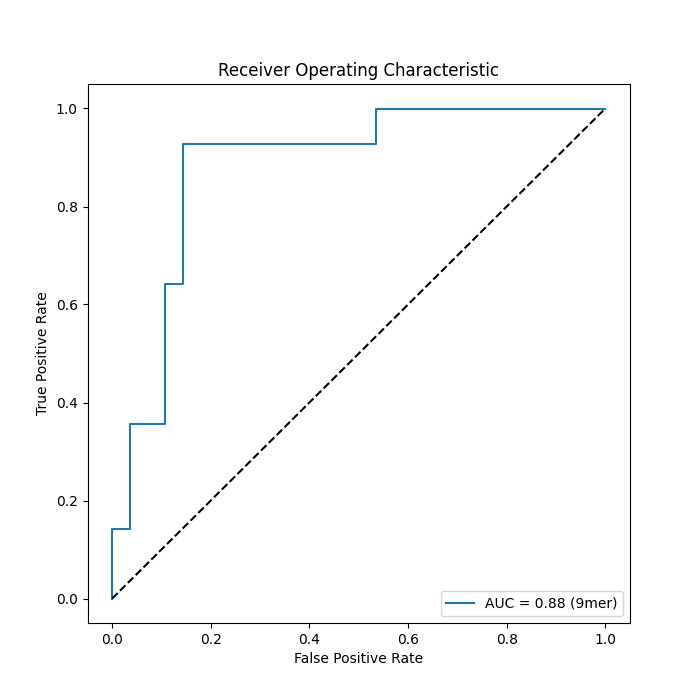 Receiver Operating Characteristic
True Positive Rate
1.0
0.8
0.6
0.4
0.2
0.0
AUC = 0.88 (9mer)
0.0 0.2 0.4 0.6 0.8 1.0
False Positive Rate